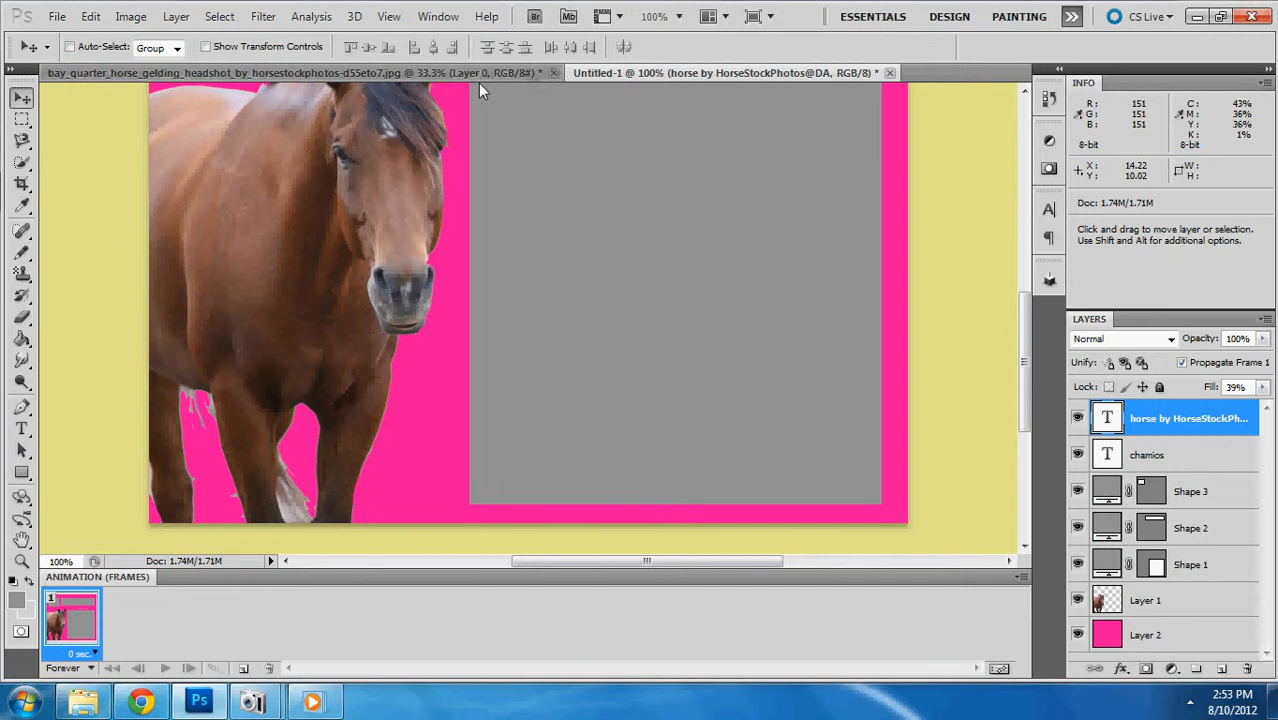 Ps File Edit Image Layer Select Filter Analysis 3D View Window Help Br Mb 100% ESSENTIALS DESIGN PAINTING CS Live
Auto-Select: Group Show Transform Controls
bay_quarter_horse_gelding_headshot_by_horsestockphotos-d55eto7.jpg @ 33.3% (Layer 0, RGB/8#) * Untitled-1 @ 100% (horse by HorseStockPhotos@DA, RGB/8) *
INFO
R: 151 C: 43%
G: 151 M: 36%
B: 151 Y: 36%
K: 1%
8-bit 8-bit
X: 14.22 W:
Y: 10.02 H:
Doc: 1.74M/1.71M
Click and drag to move layer or selection.
Use Shift and Alt for additional options.
LAYERS
Normal Opacity: 100%
Unify: Propagate Frame 1
Lock: Fill: 39%
T horse by HorseStockPh...
T chamios
Shape 3
Shape 2
Shape 1
Layer 1
Layer 2
100% Doc: 1.74M/1.71M
ANIMATION (FRAMES)
1
0 sec.
Forever
Ps
2:53 PM
8/10/2012